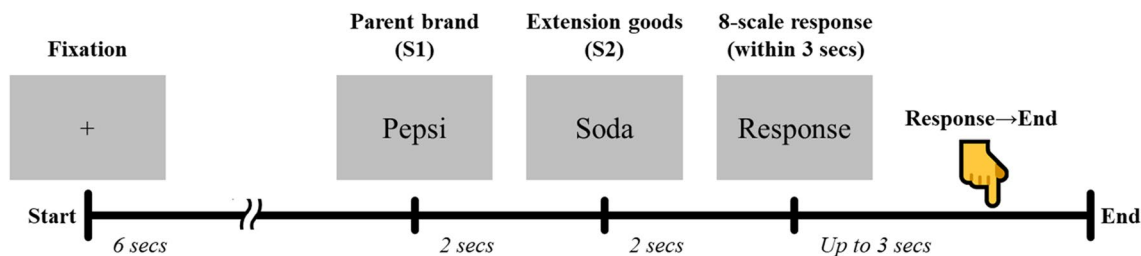 Fixation
Parent brand
(S1)
Extension goods
(S2)
8-scale response
(within 3 secs)
+
Pepsi
Soda
Response
Response→End
Start
End
6 secs
2 secs
2 secs
Up to 3 secs